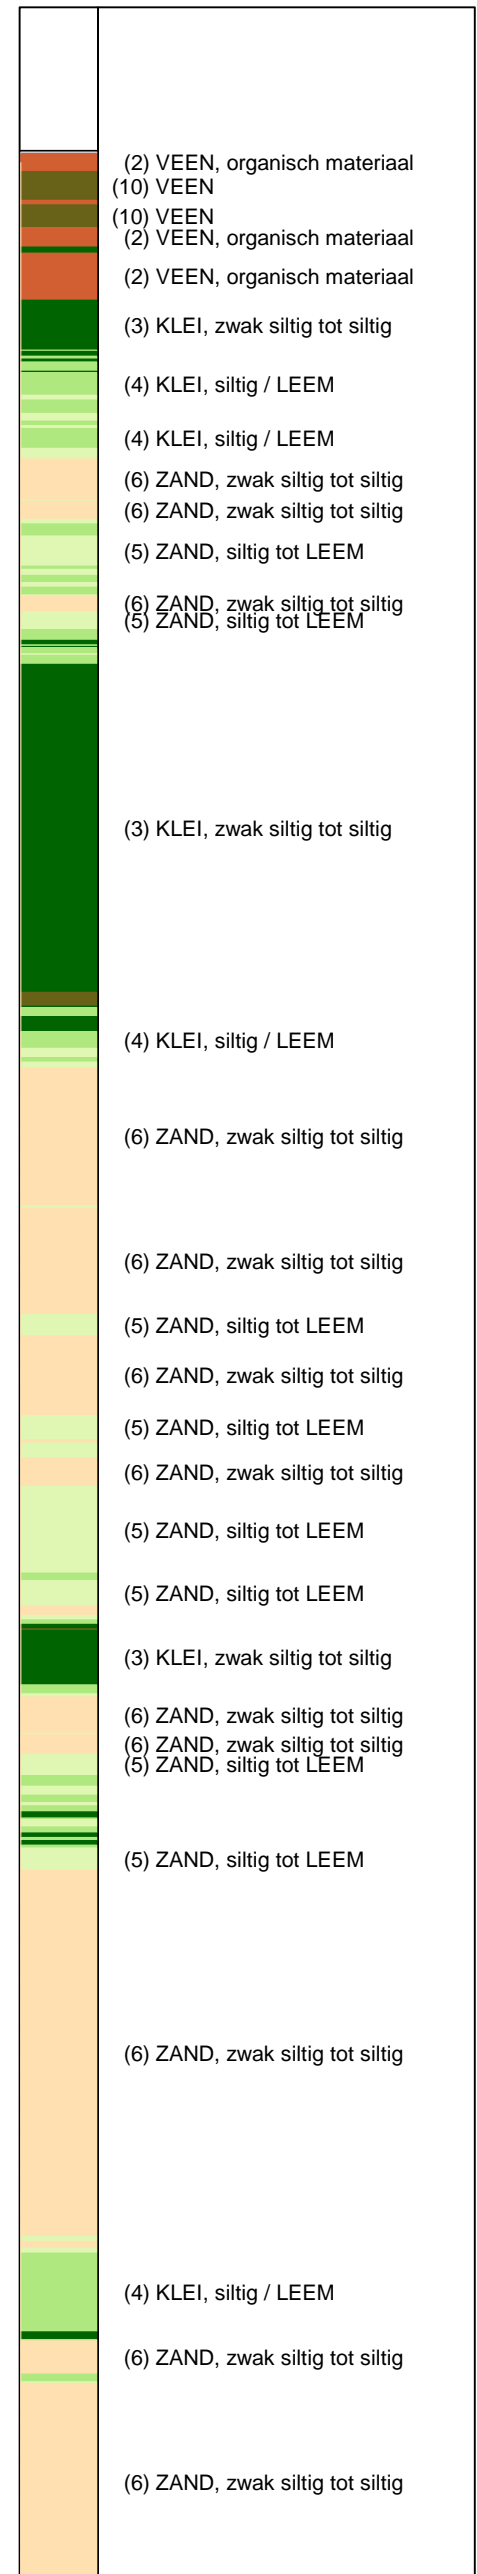 (2) VEEN, organisch materiaal
(10) VEEN
(10) VEEN
(2) VEEN, organisch materiaal
(2) VEEN, organisch materiaal
(3) KLEI, zwak siltig tot siltig
(4) KLEI, siltig / LEEM
(4) KLEI, siltig / LEEM
(6) ZAND, zwak siltig tot siltig
(6) ZAND, zwak siltig tot siltig
(5) ZAND, siltig tot LEEM
(6) ZAND, zwak siltig tot siltig
(5) ZAND, siltig tot LEEM
(3) KLEI, zwak siltig tot siltig
(4) KLEI, siltig / LEEM
(6) ZAND, zwak siltig tot siltig
(6) ZAND, zwak siltig tot siltig
(5) ZAND, siltig tot LEEM
(6) ZAND, zwak siltig tot siltig
(5) ZAND, siltig tot LEEM
(6) ZAND, zwak siltig tot siltig
(5) ZAND, siltig tot LEEM
(5) ZAND, siltig tot LEEM
(3) KLEI, zwak siltig tot siltig
(6) ZAND, zwak siltig tot siltig
(6) ZAND, zwak siltig tot siltig
(5) ZAND, siltig tot LEEM
(5) ZAND, siltig tot LEEM
(6) ZAND, zwak siltig tot siltig
(4) KLEI, siltig / LEEM
(6) ZAND, zwak siltig tot siltig
(6) ZAND, zwak siltig tot siltig